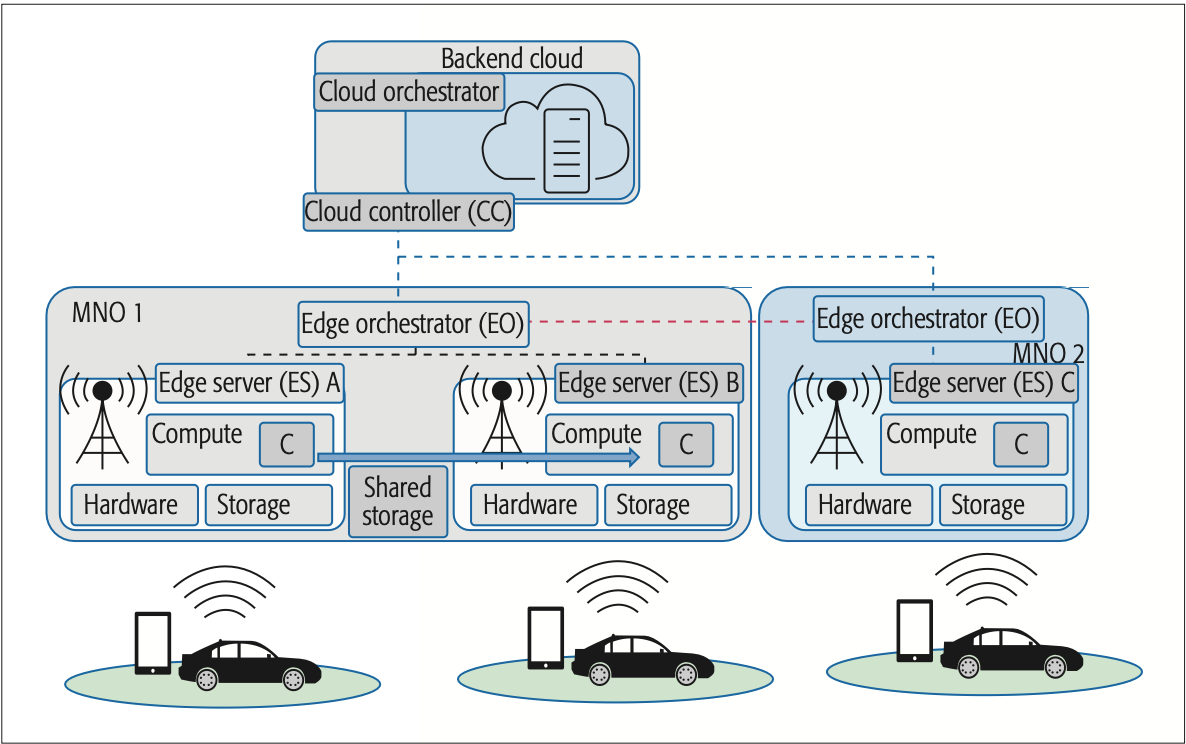 Backend cloud
Cloud orchestrator
Cloud controller (CC)
MNO 1
Edge orchestrator (EO)
Edge orchestrator (EO)
MNO 2
Edge server (ES) A
Edge server (ES) B
Edge server (ES) C
Compute
C
Compute
C
Compute
C
Shared
storage
Hardware
Storage
Hardware
Storage
Hardware
Storage